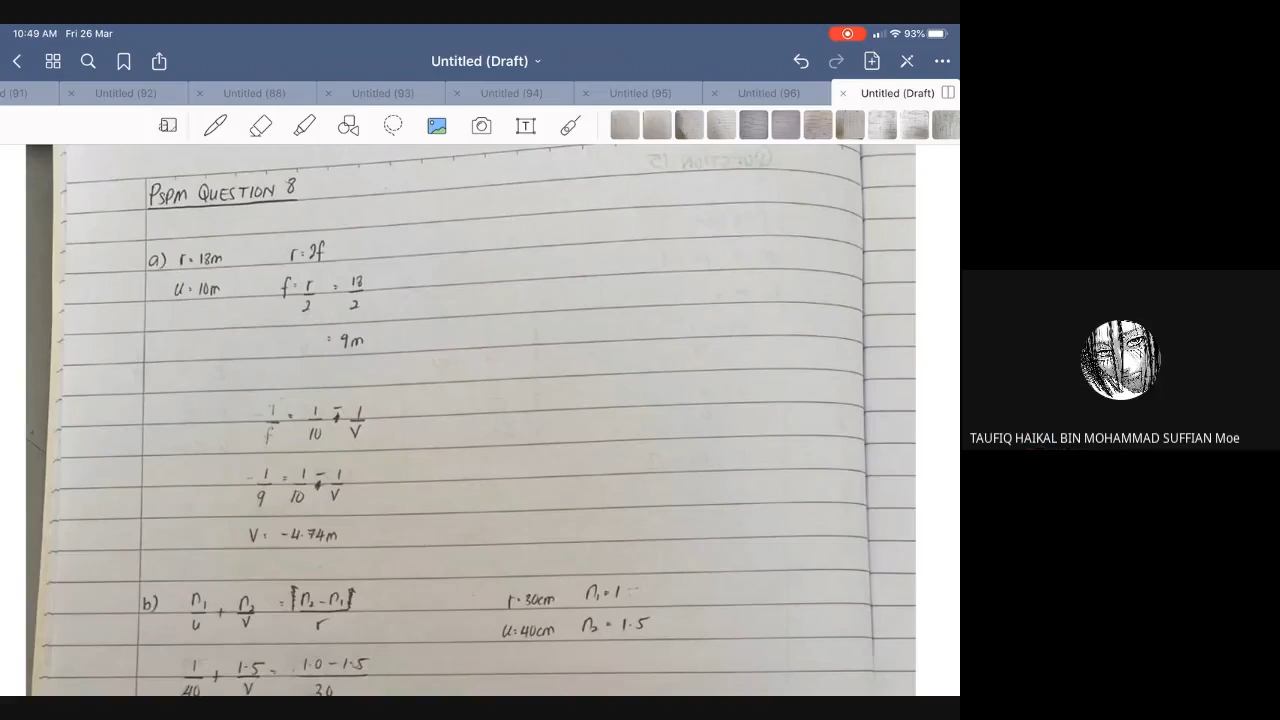 10:49 AM Fri 26 Mar
93%
Untitled (Draft)
d (91) Untitled (92) Untitled (88) Untitled (93) Untitled (94) Untitled (95) Untitled (96) Untitled (Draft)
PSPM QUESTION 8
a) r = 18m r = 2f
u = 10m f = r/2 = 18/2
= 9m
1/f = 1/10 - 1/V
-1/9 = 1/10 - 1/V
V = -4.74m
b) n1/u + n2/V = [n2 - n1]/r r = 30cm n1 = 1
u = 40cm n2 = 1.5
1/40 + 1.5/V = 1.0 - 1.5/30
TAUFIQ HAIKAL BIN MOHAMMAD SUFFIAN Moe